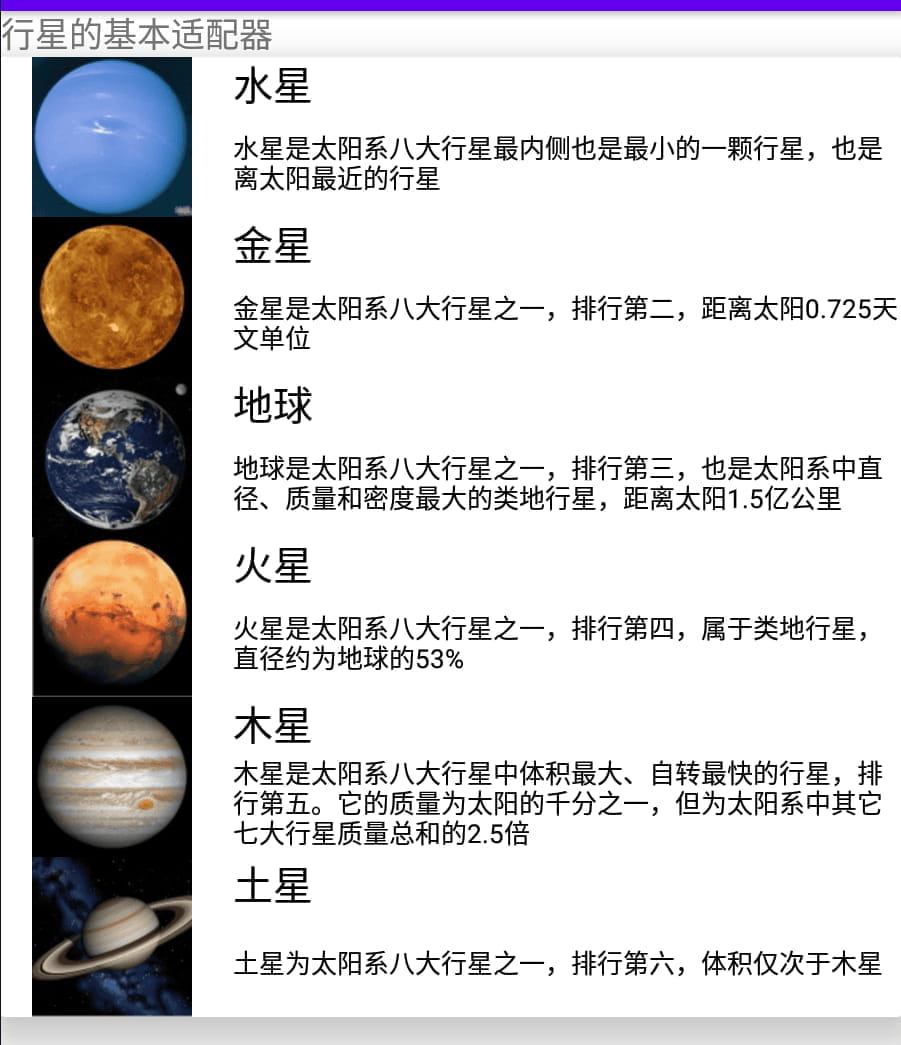 行星的基本适配器
水星
水星是太阳系八大行星最内侧也是最小的一颗行星，也是
离太阳最近的行星
金星
金星是太阳系八大行星之一，排行第二，距离太阳0.725天
文单位
地球
地球是太阳系八大行星之一，排行第三，也是太阳系中直
径、质量和密度最大的类地行星，距离太阳1.5亿公里
火星
火星是太阳系八大行星之一，排行第四，属于类地行星，
直径约为地球的53%
木星
木星是太阳系八大行星中体积最大、自转最快的行星，排
行第五。它的质量为太阳的千分之一，但为太阳系中其它
七大行星质量总和的2.5倍
土星
土星为太阳系八大行星之一，排行第六，体积仅次于木星